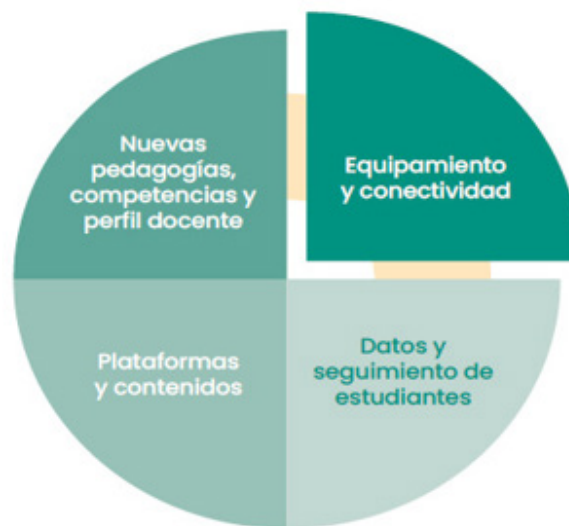 Nuevas
pedagogías,
competencias y
perfil docente
Equipamiento
y conectividad
Plataformas
y contenidos
Datos y
seguimiento de
estudiantes